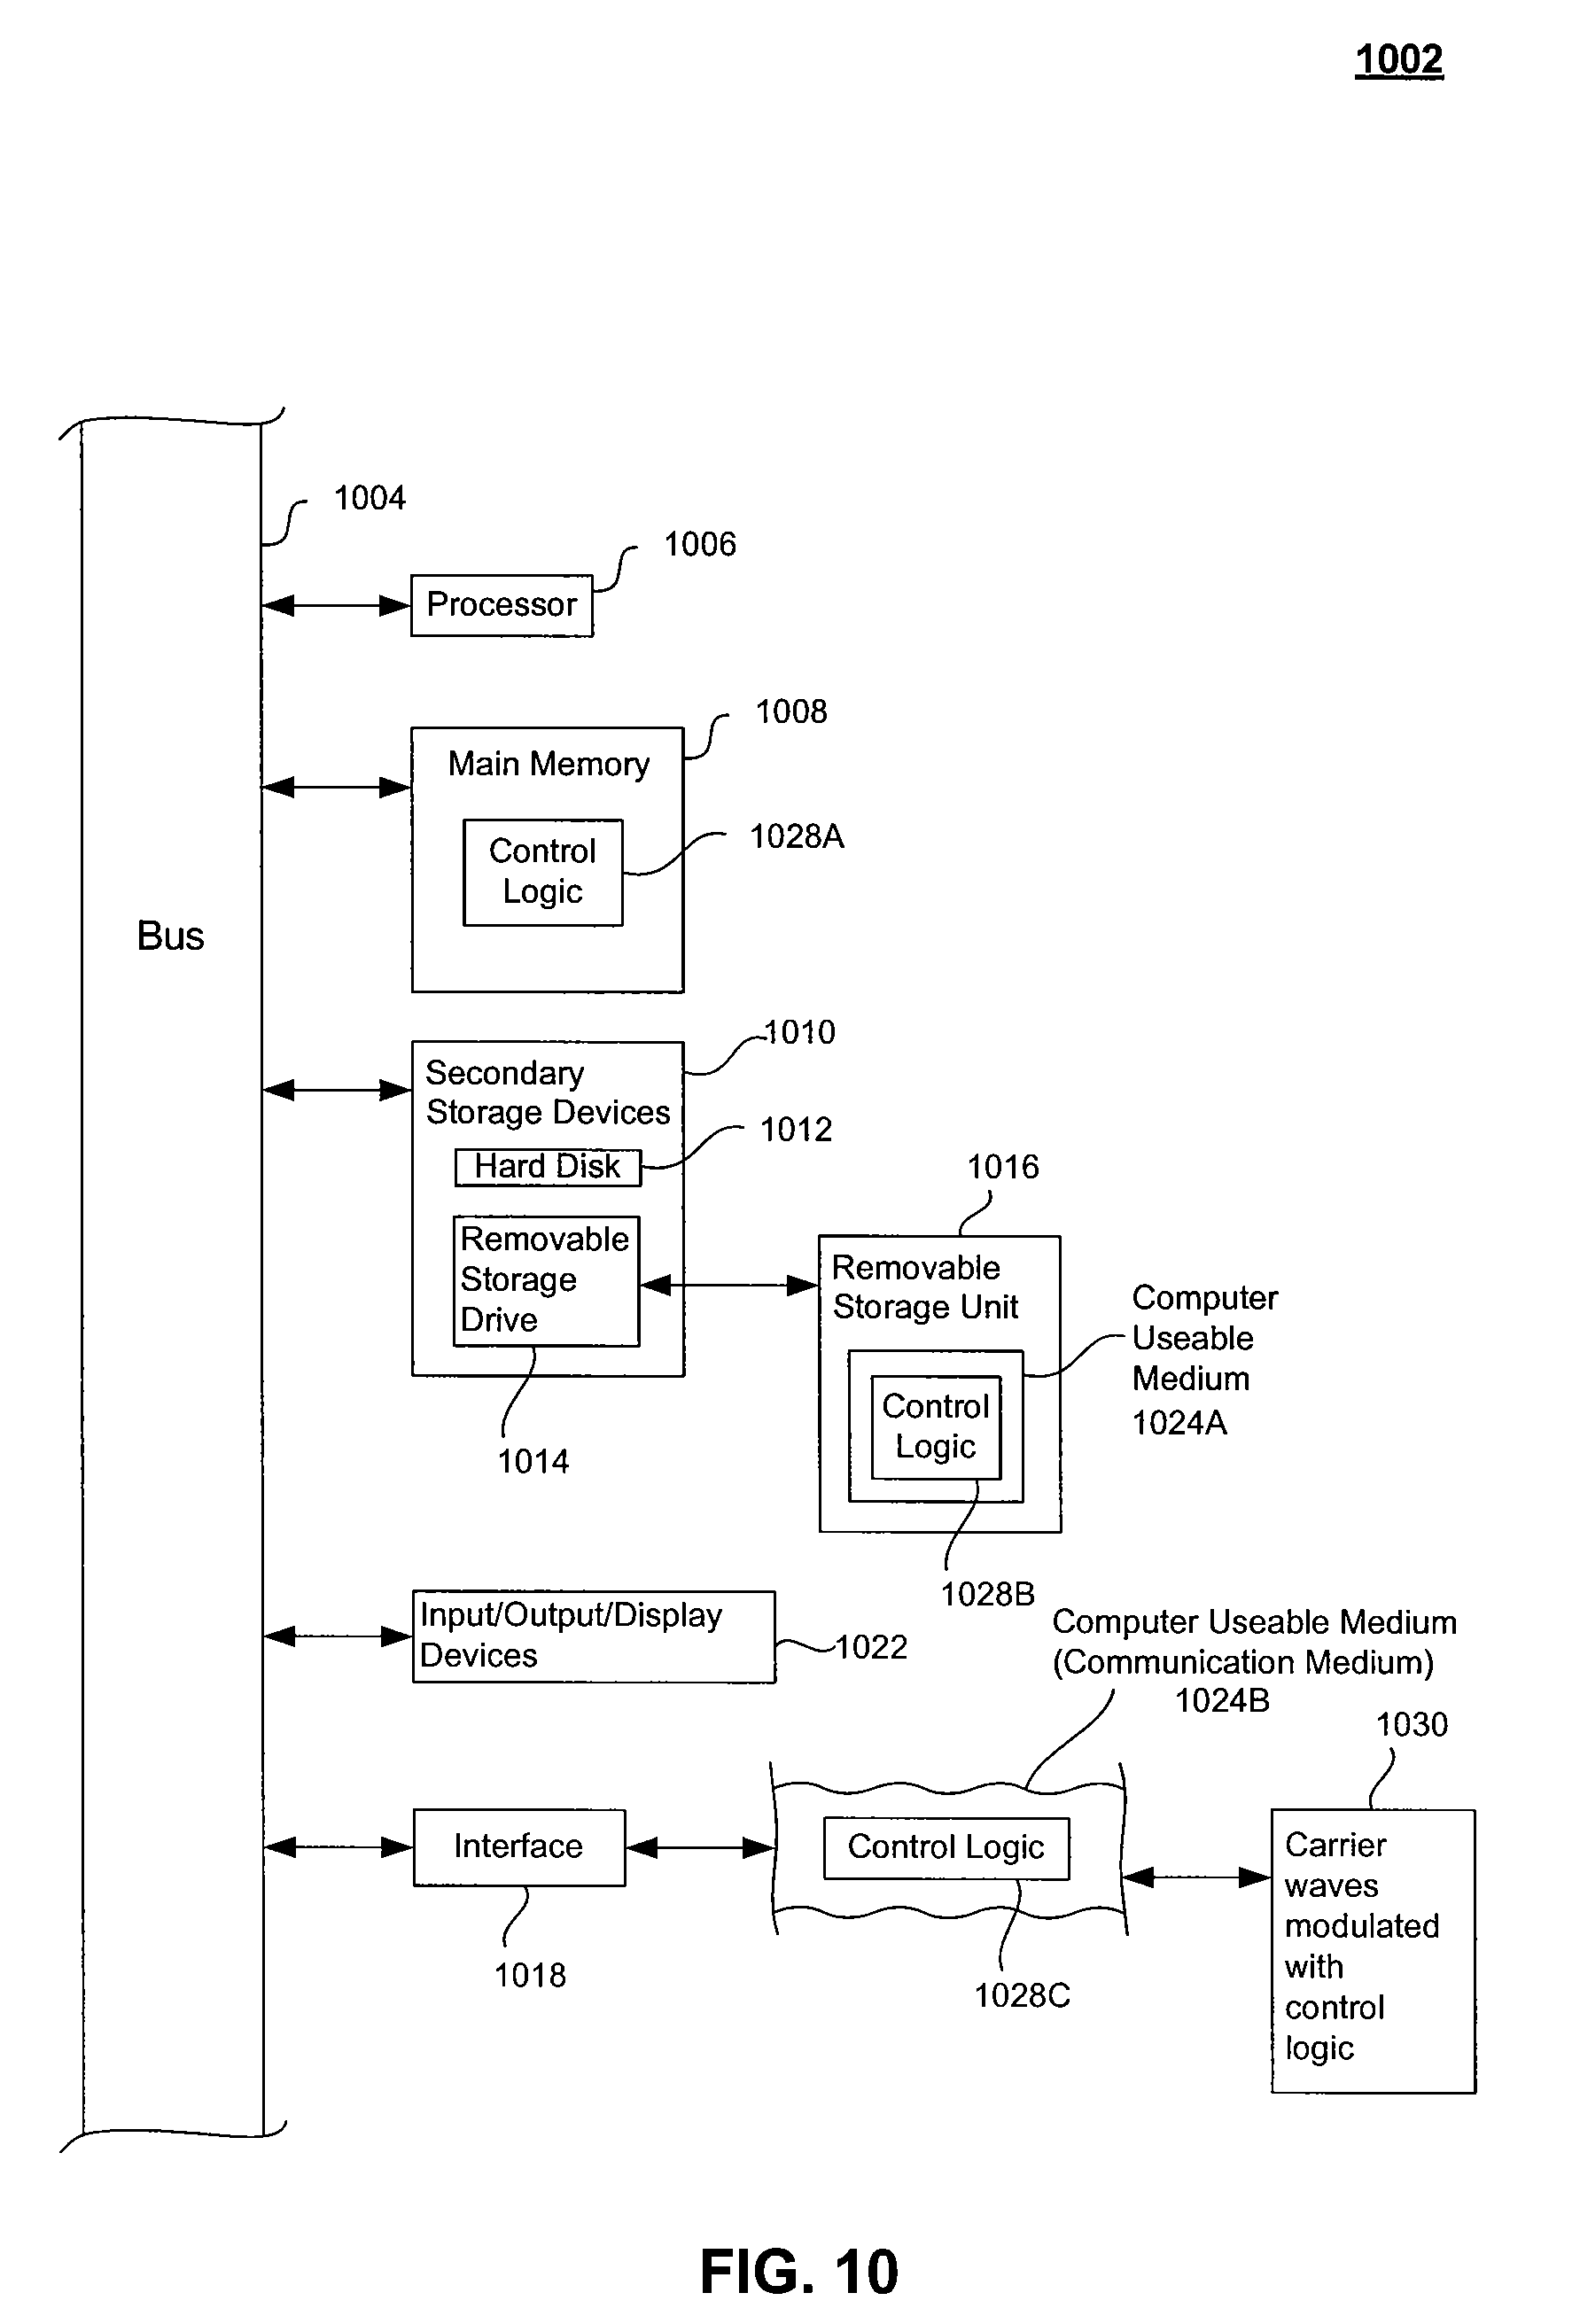 1002
1004
1006
Processor
1008
Main Memory
1028A
Control
Logic
Bus
1010
Secondary
Storage Devices
1012
Hard Disk
1016
Removable
Storage
Drive
Removable
Storage Unit
Computer
Useable
Medium
1024A
Control
Logic
1014
1028B
Input/Output/Display
Devices
1022
Computer Useable Medium
(Communication Medium)
1024B
1030
Interface
Control Logic
Carrier
waves
modulated
with
control
logic
1018
1028C
FIG. 10